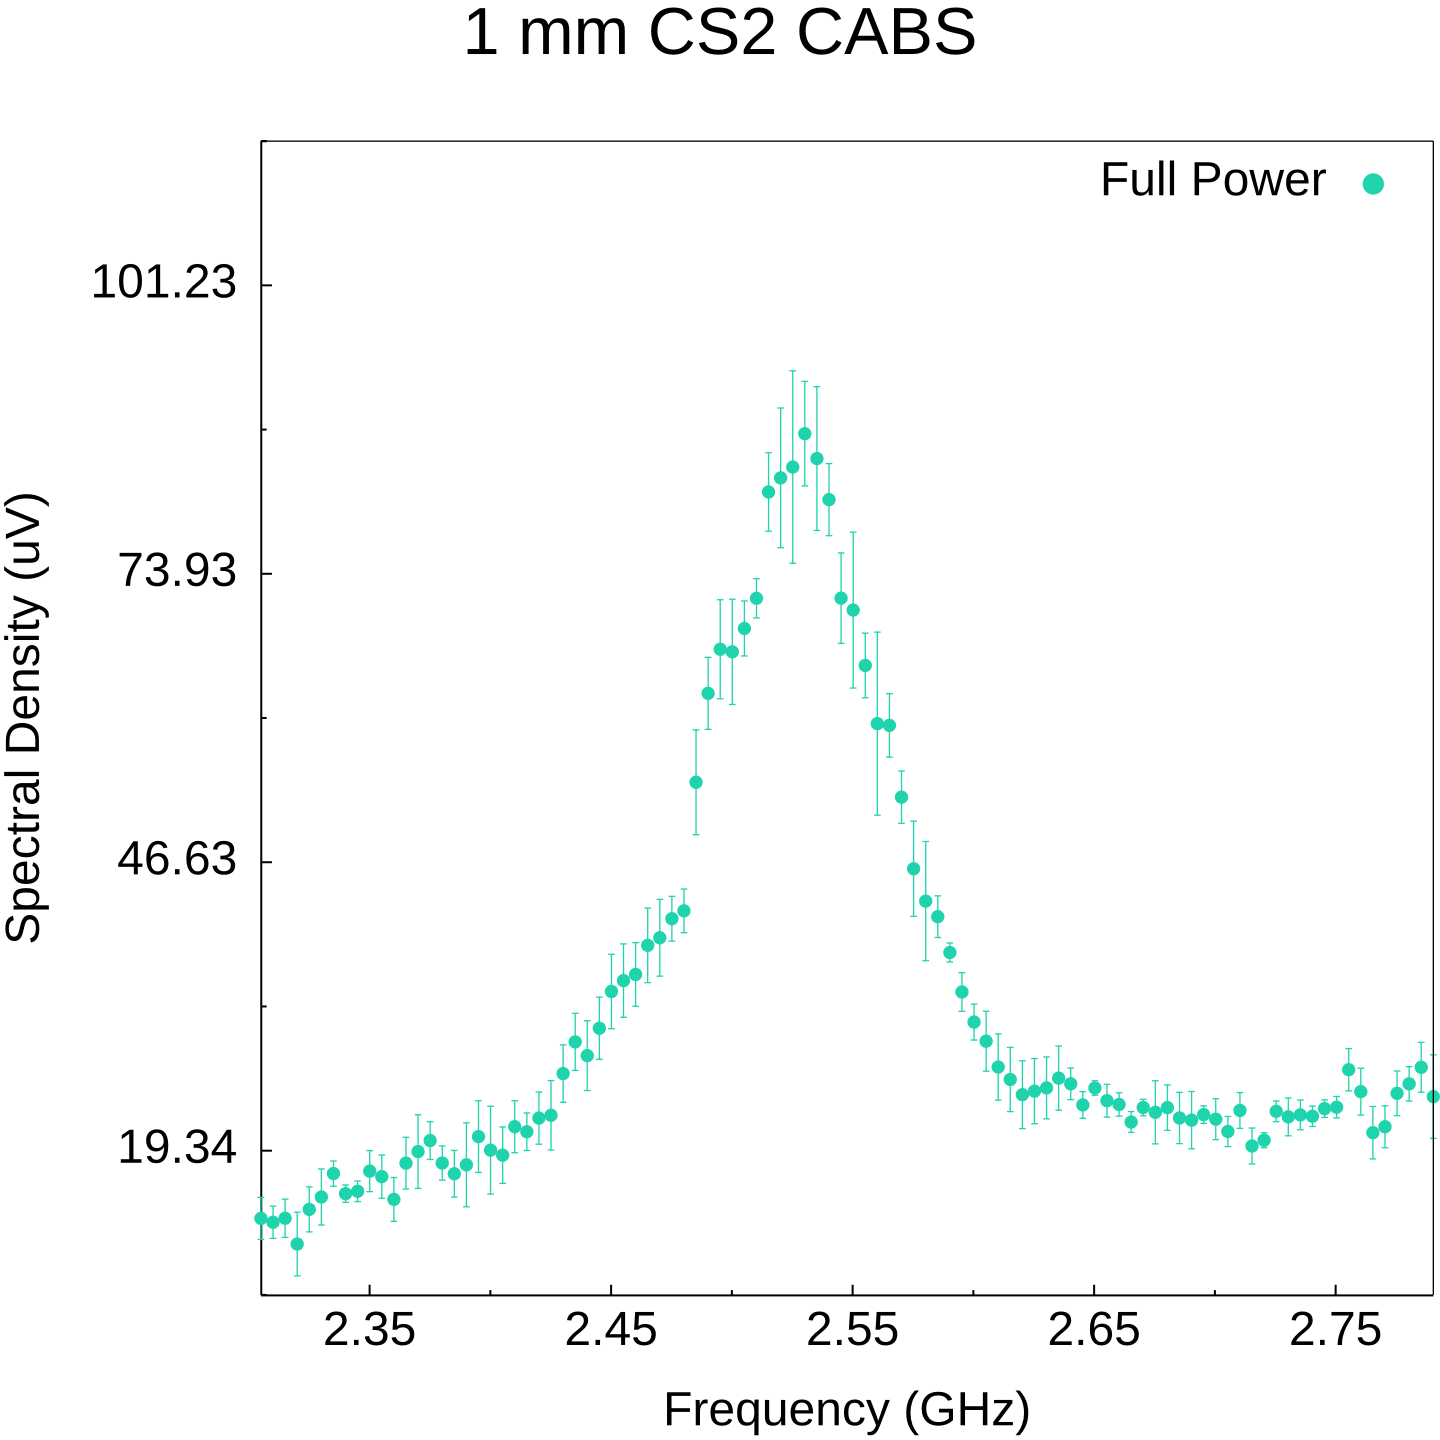 1 mm CS2 CABS
Full Power
101.23
73.93
46.63
19.34
Spectral Density (uV)
2.35 2.45 2.55 2.65 2.75
Frequency (GHz)